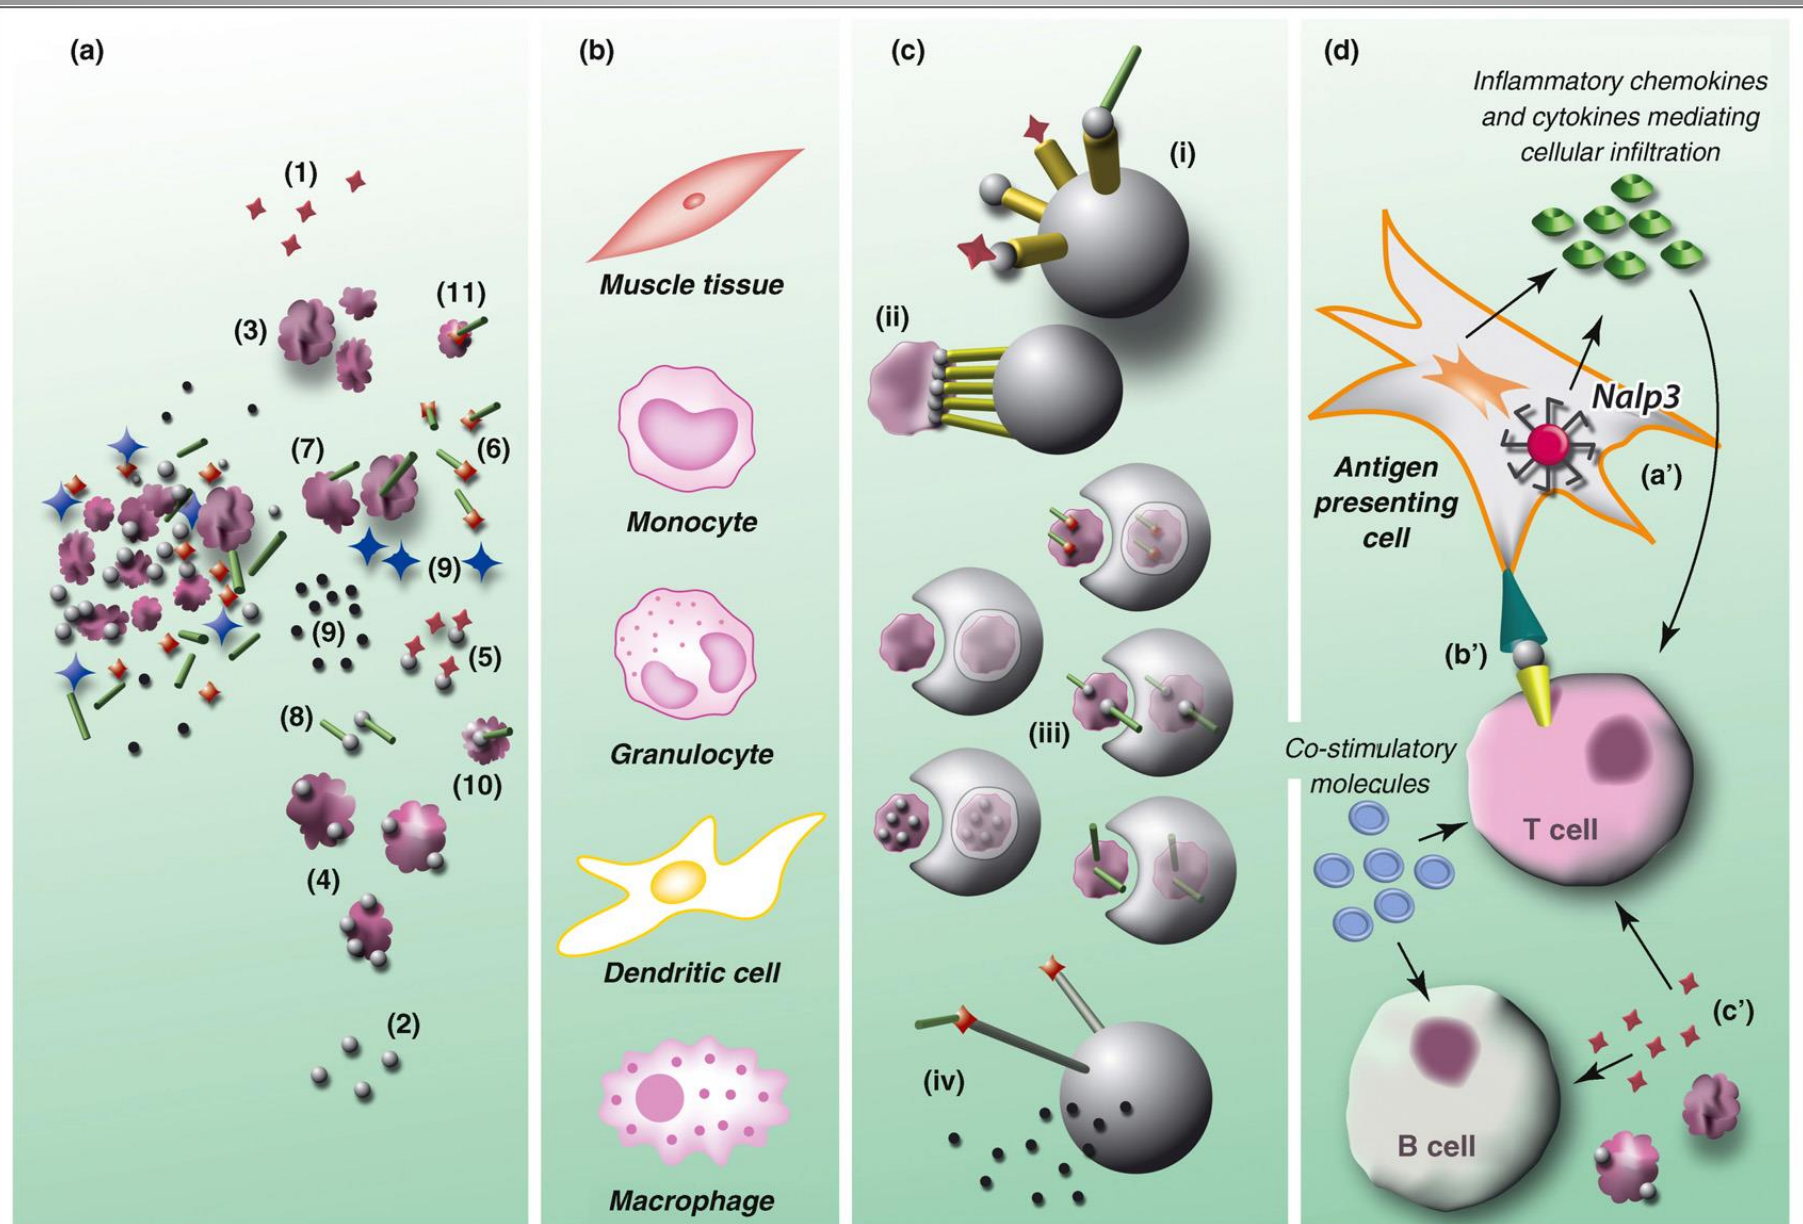 (a)
(1)
(3)
(11)
(7)
(6)
(9)
(9)
(5)
(8)
(10)
(4)
(2)
(b)
Muscle tissue
Monocyte
Granulocyte
Dendritic cell
Macrophage
(c)
(i)
(ii)
(iii)
(iv)
(d)
Inflammatory chemokines
and cytokines mediating
cellular infiltration
Nalp3
(a')
Antigen
presenting
cell
(b')
Co-stimulatory
molecules
T cell
(c')
B cell